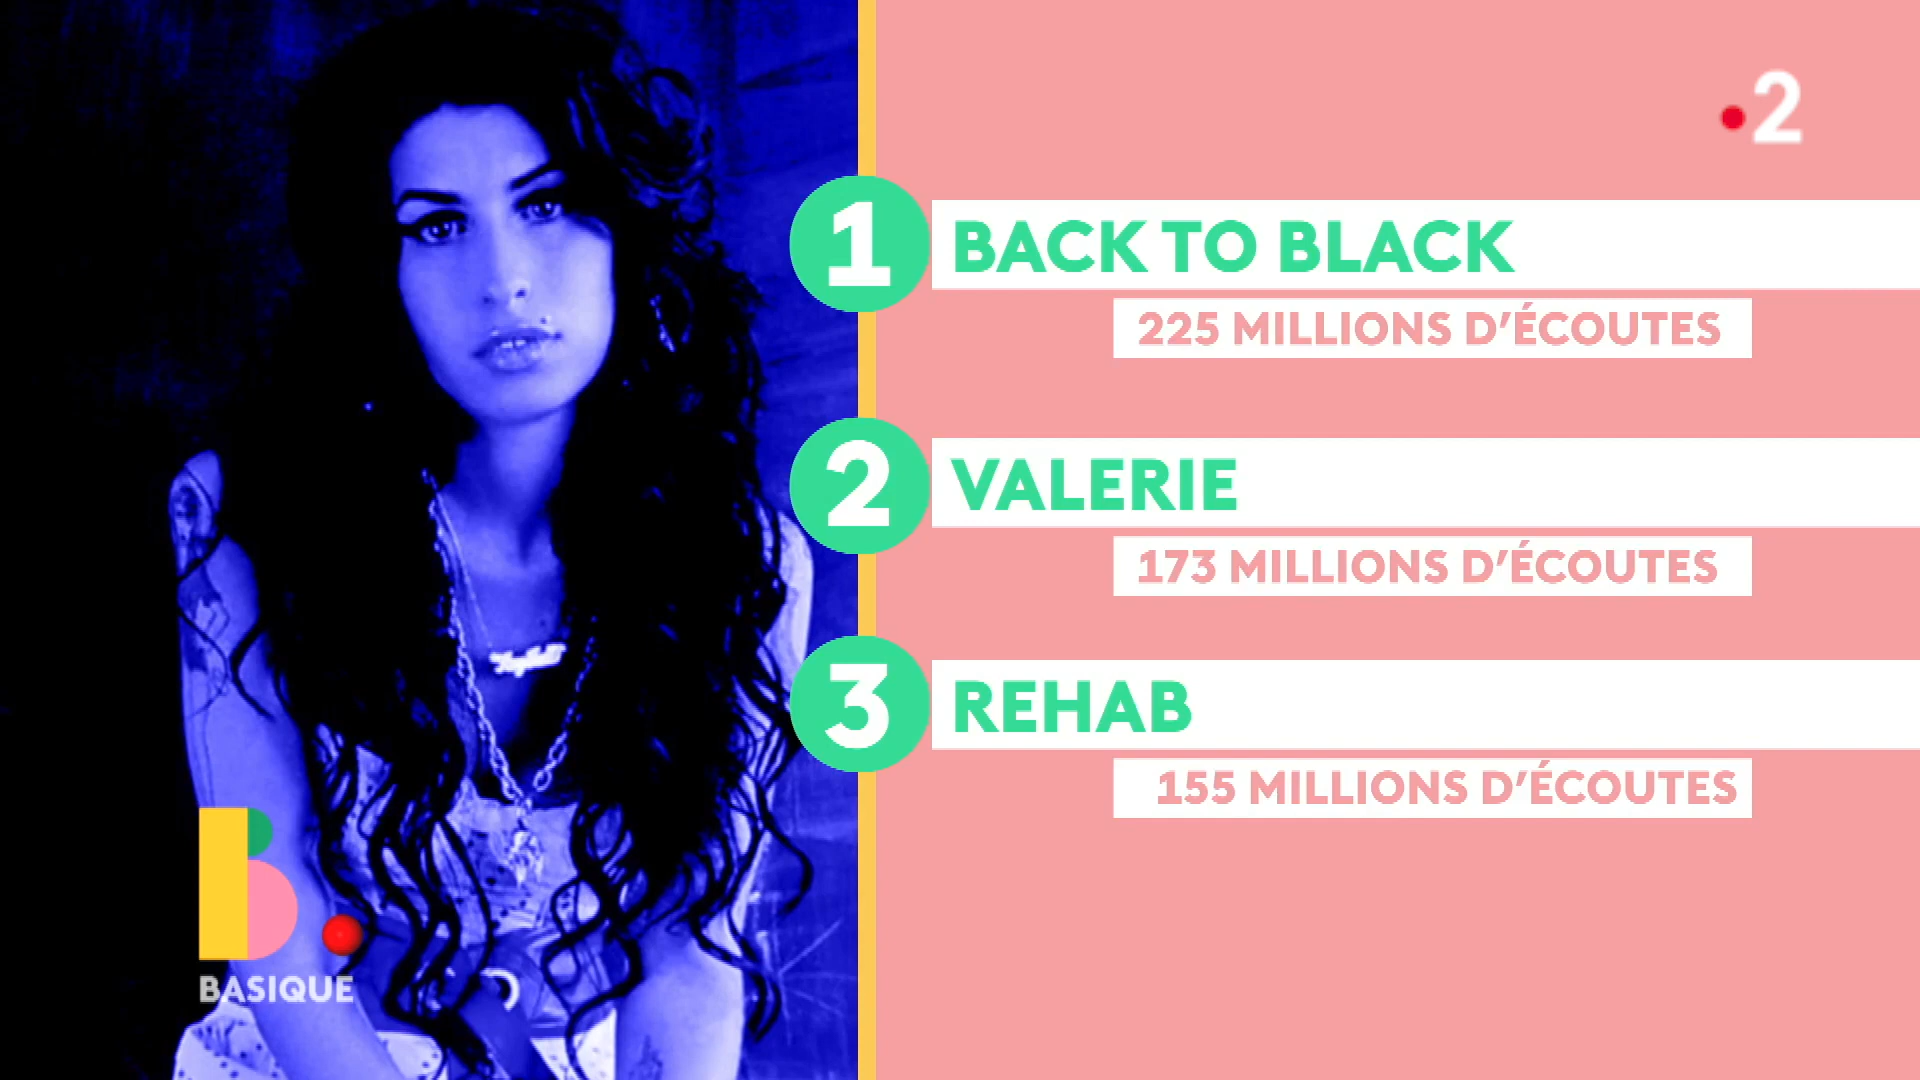 2
1
BACK TO BLACK
225 MILLIONS D'ÉCOUTES
2
VALERIE
173 MILLIONS D'ÉCOUTES
3
REHAB
155 MILLIONS D'ÉCOUTES
B.
BASIQUE